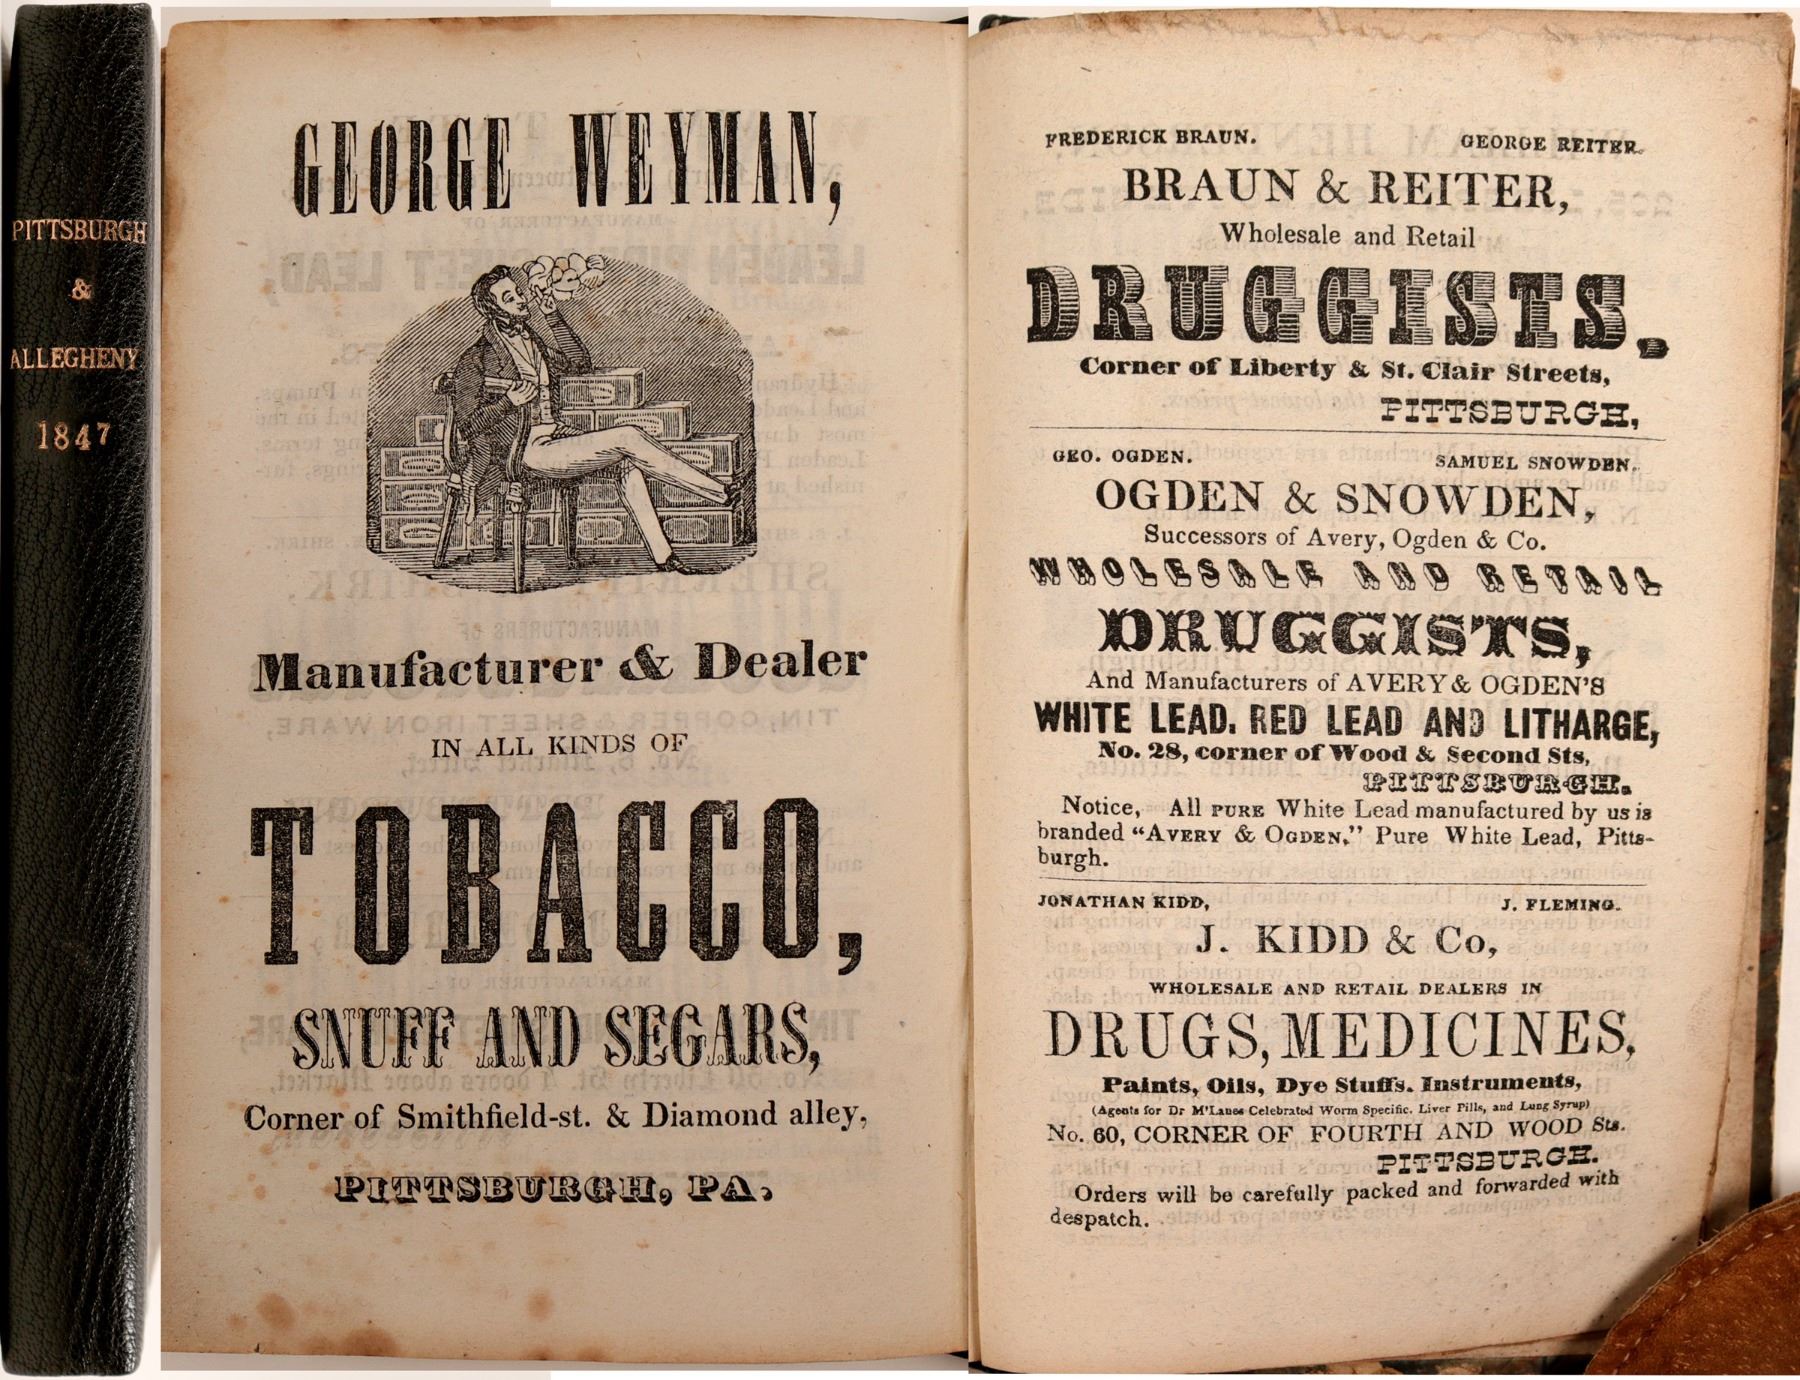 PITTSBURGH
&
ALLEGHENY
1847
GEORGE WEYMAN,
Manufacturer & Dealer
IN ALL KINDS OF
TOBACCO,
SNUFF AND SEGARS,
Corner of Smithfield-st. & Diamond alley,
PITTSBURGH, PA.
FREDERICK BRAUN. GEORGE REITER.
BRAUN & REITER,
Wholesale and Retail
DRUGGISTS.
Corner of Liberty & St. Clair Streets,
PITTSBURGH,
GEO. OGDEN. SAMUEL SNOWDEN.
OGDEN & SNOWDEN,
Successors of Avery, Ogden & Co.
WHOLESALE AND RETAIL
DRUGGISTS,
And Manufacturers of AVERY & OGDEN'S
WHITE LEAD. RED LEAD AND LITHARGE,
No. 28, corner of Wood & Second Sts,
PITTSBURGH.
Notice, All PURE White Lead manufactured by us is
branded "AVERY & OGDEN," Pure White Lead, Pitts-
burgh.
JONATHAN KIDD, J. FLEMING.
J. KIDD & Co,
WHOLESALE AND RETAIL DEALERS IN
DRUGS, MEDICINES,
Paints, Oils, Dye Stuffs. Instruments,
(Agents for Dr M'Lanes Celebrated Worm Specific. Liver Pills, and Lung Syrup)
No. 60, CORNER OF FOURTH AND WOOD Sts.
PITTSBURGH.
Orders will be carefully packed and forwarded with
despatch.